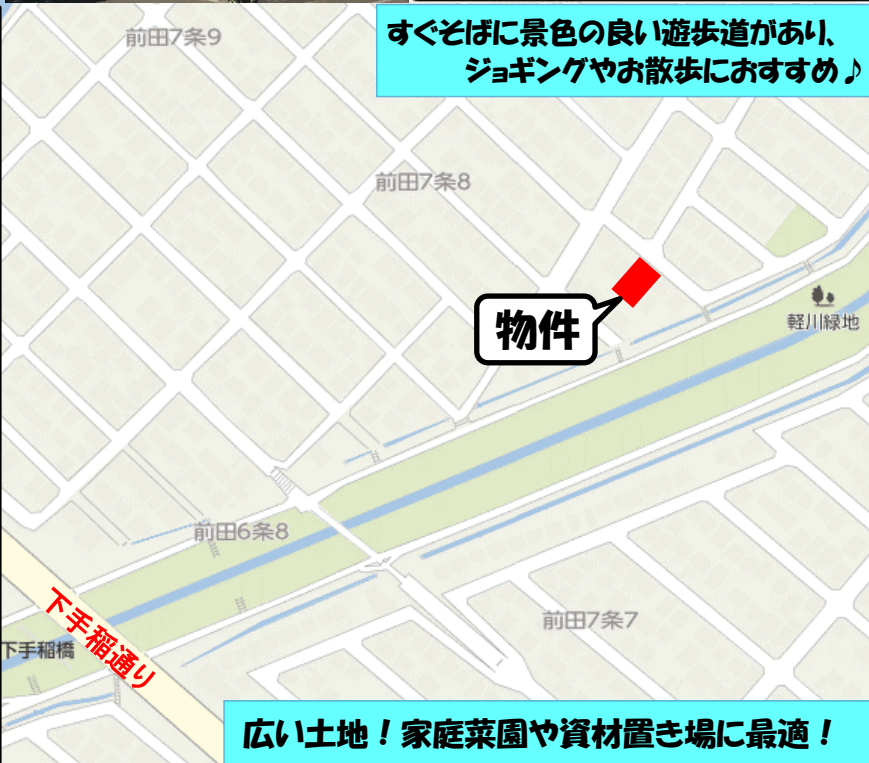 すぐそばに景色の良い遊歩道があり、
ジョギングやお散歩におすすめ♪
前田7条9
前田7条8
物件
軽川緑地
前田6条8
前田7条7
下手稲通り
下手稲橋
広い土地！家庭菜園や資材置き場に最適！